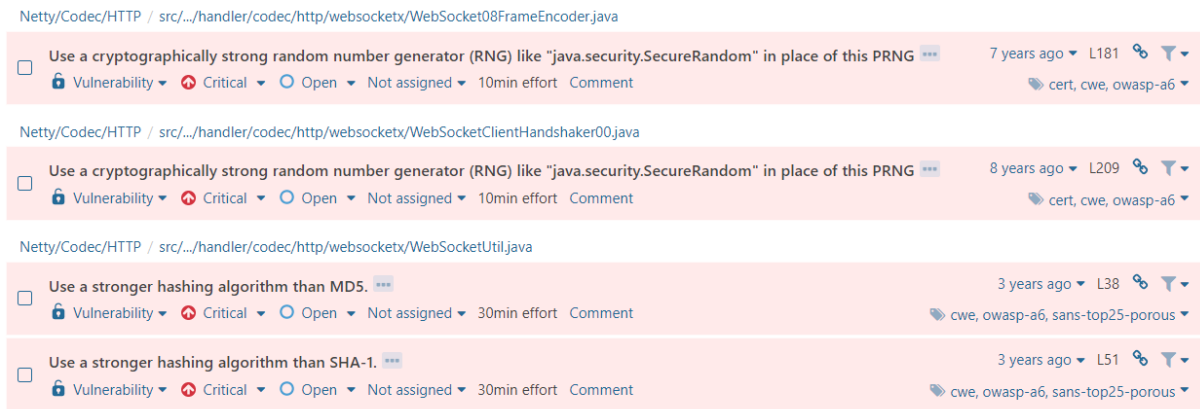 Netty/Codec/HTTP / src/.../handler/codec/http/websocketx/WebSocket08FrameEncoder.java
Use a cryptographically strong random number generator (RNG) like "java.security.SecureRandom" in place of this PRNG ••• 7 years ago L181
Vulnerability Critical Open Not assigned 10min effort Comment cert, cwe, owasp-a6
Netty/Codec/HTTP / src/.../handler/codec/http/websocketx/WebSocketClientHandshaker00.java
Use a cryptographically strong random number generator (RNG) like "java.security.SecureRandom" in place of this PRNG ••• 8 years ago L209
Vulnerability Critical Open Not assigned 10min effort Comment cert, cwe, owasp-a6
Netty/Codec/HTTP / src/.../handler/codec/http/websocketx/WebSocketUtil.java
Use a stronger hashing algorithm than MD5. ••• 3 years ago L38
Vulnerability Critical Open Not assigned 30min effort Comment cwe, owasp-a6, sans-top25-porous
Use a stronger hashing algorithm than SHA-1. ••• 3 years ago L51
Vulnerability Critical Open Not assigned 30min effort Comment cwe, owasp-a6, sans-top25-porous